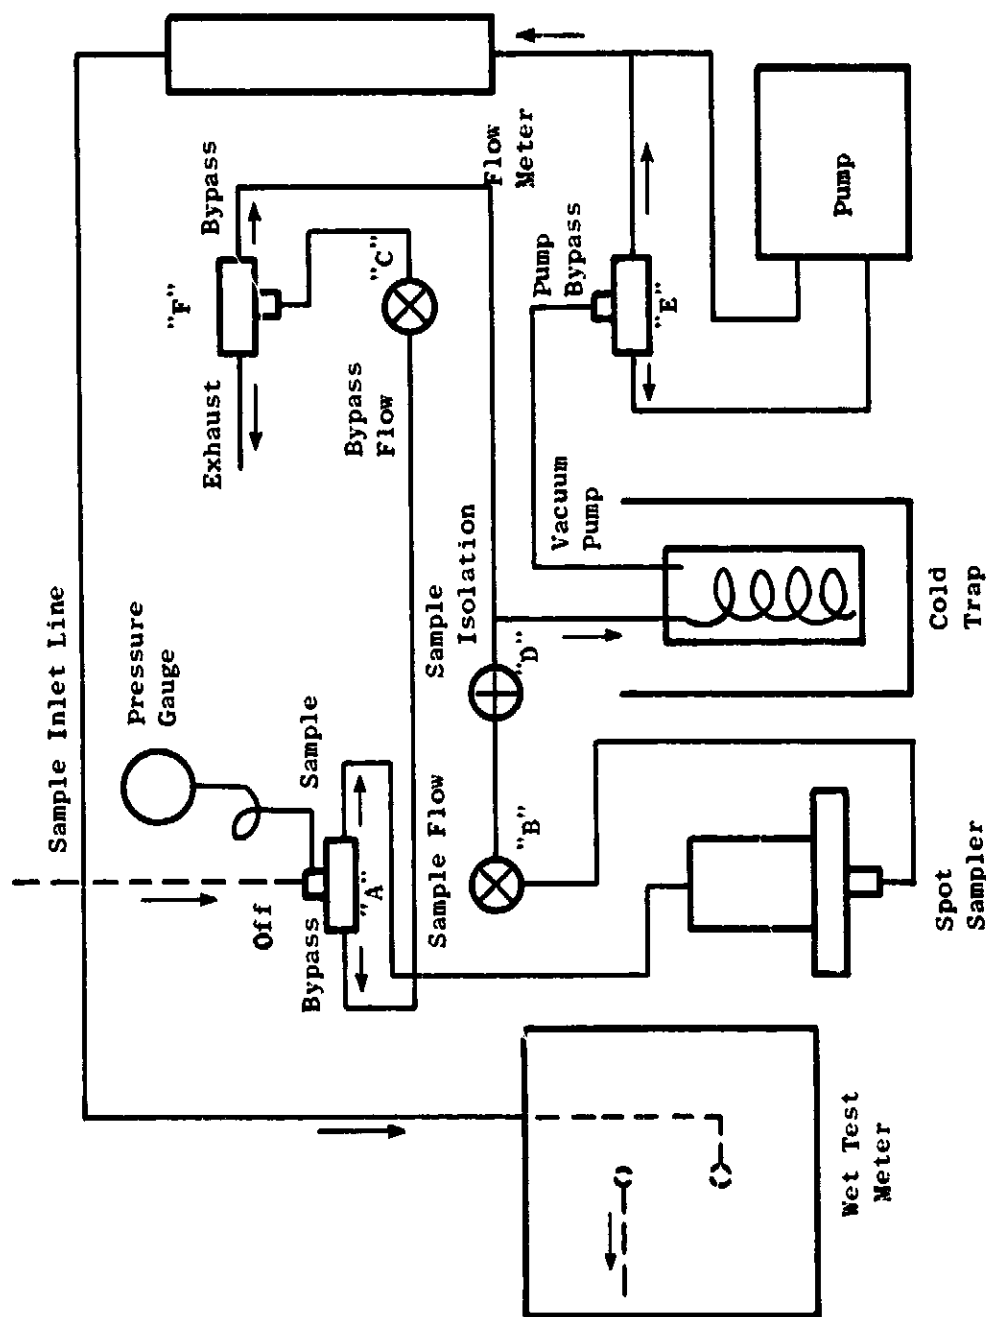 Sample Inlet Line
Pressure
Gauge
Off
Bypass
Sample
"A"
Exhaust
Bypass
"F"
Bypass
Flow
"C"
Sample Flow
"B"
Sample
Isolation
"D"
Flow
Meter
Pump
Bypass
"E"
Vacuum
Pump
Pump
Wet Test
Meter
Spot
Sampler
Cold
Trap